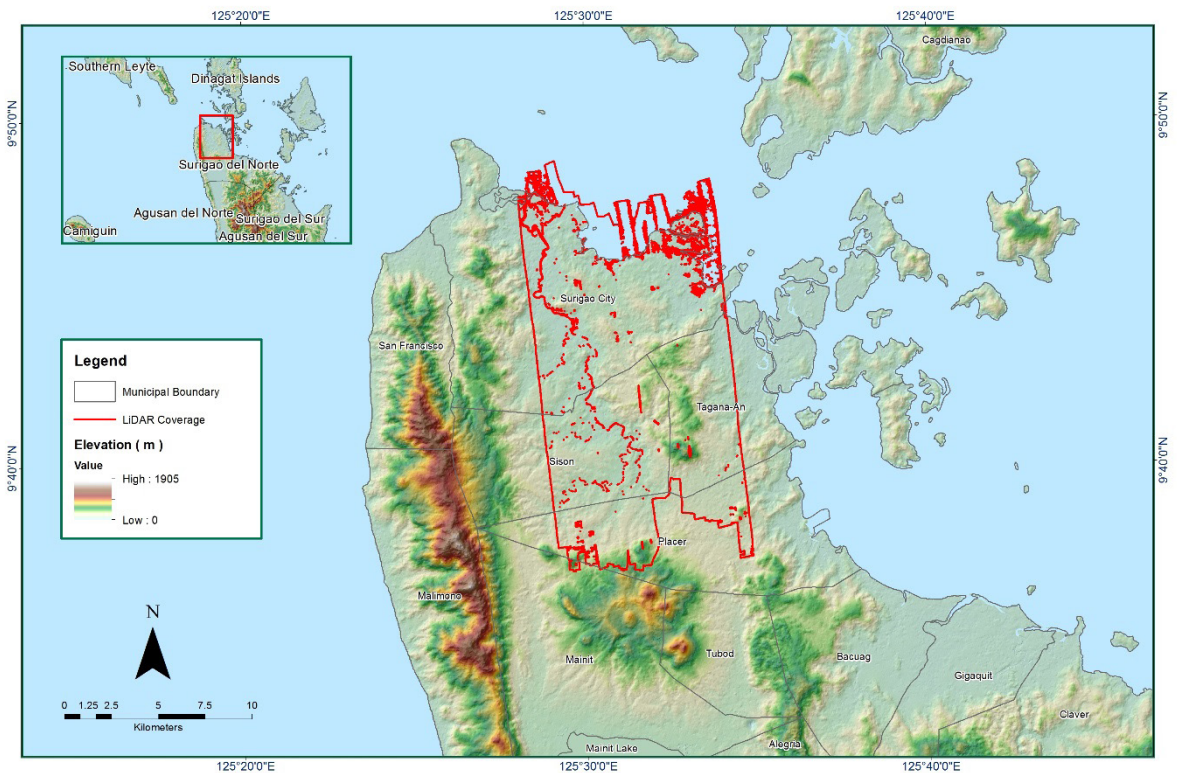 125°20'0"E
125°30'0"E
125°40'0"E
Cagdianao
Southern Leyte
Dinagat Islands
9°50'0"N
9°50'0"N
Surigao del Norte
Agusan del Norte
Surigao del Sur
Camiguin
Agusan del Sur
Surigao City
San Francisco
Legend
Municipal Boundary
LiDAR Coverage
Tagana-An
Elevation ( m )
Value
Sison
9°40'0"N
9°40'0"N
High : 1905
Low : 0
Placer
Malimono
N
Mainit
Tubod
Bacuag
Gigaquit
Claver
0 1.25 2.5 5 7.5 10
Kilometers
Mainit Lake
Alegria
125°20'0"E
125°30'0"E
125°40'0"E